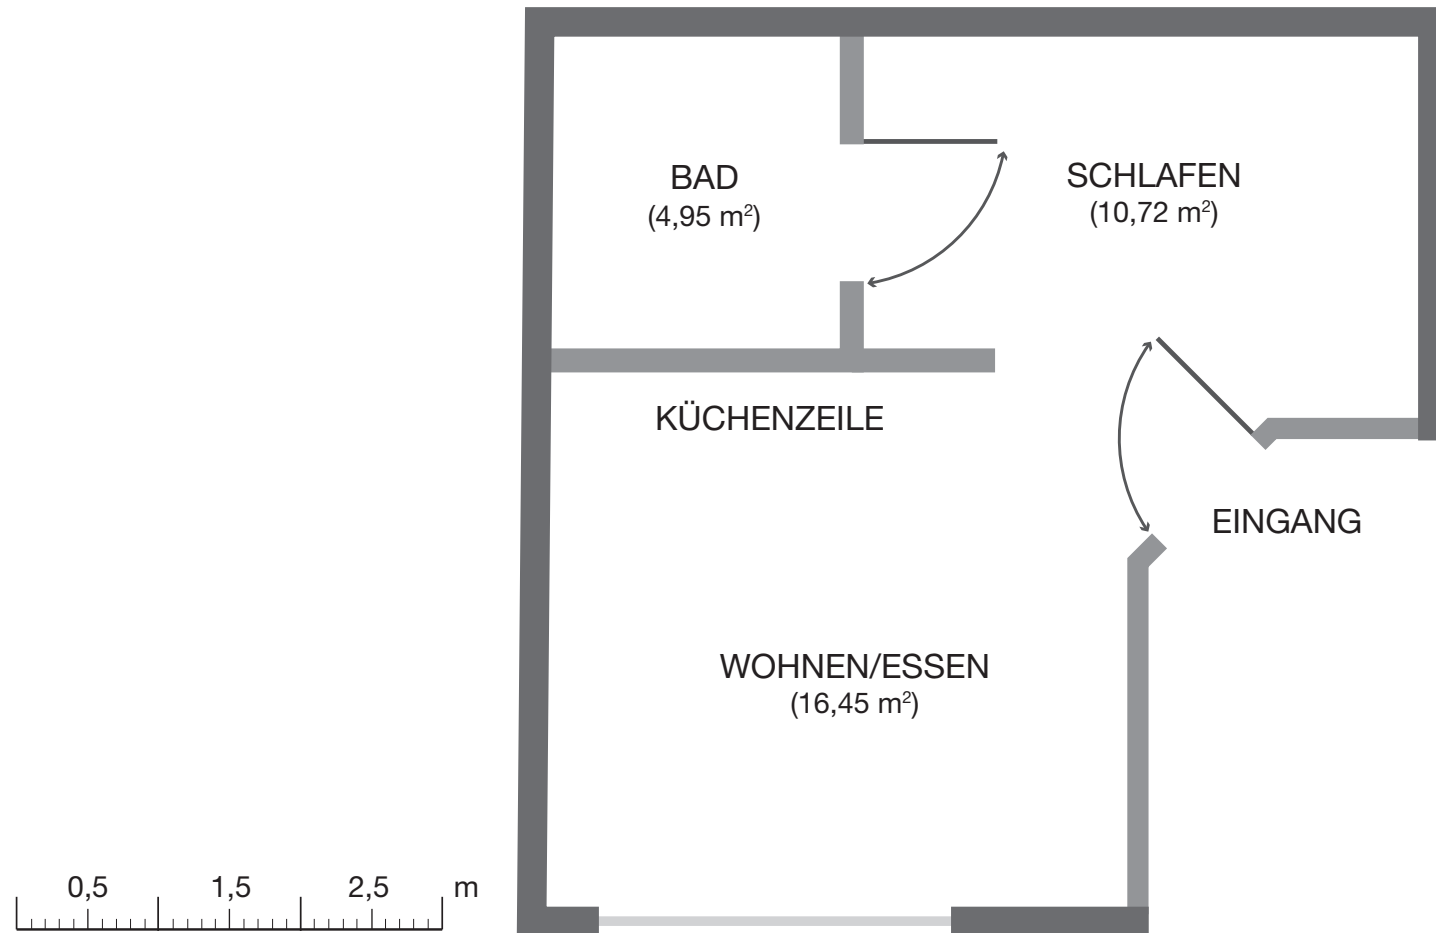 BAD
(4,95 m²)
SCHLAFEN
(10,72 m²)
KÜCHENZEILE
EINGANG
WOHNEN/ESSEN
(16,45 m²)
0,5 1,5 2,5 m